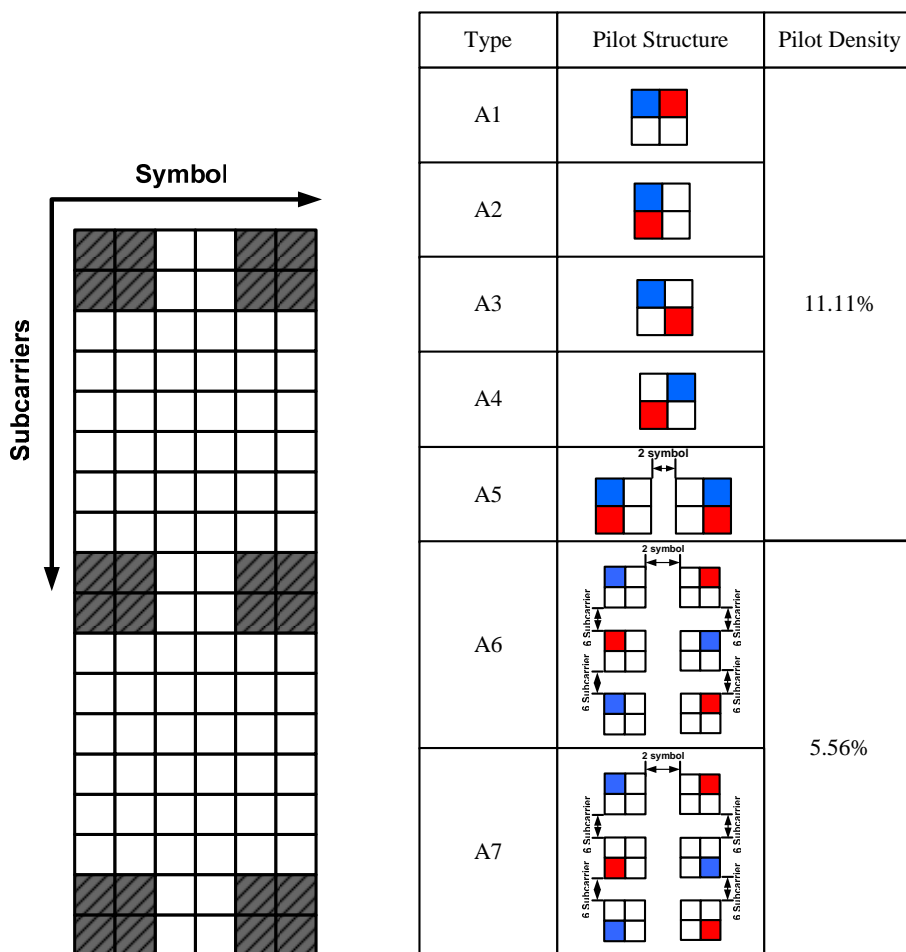 Symbol
Subcarriers
Type Pilot Structure Pilot Density
A1
A2
A3
A4
11.11%
2 symbol
A5
2 symbol
6 Subcarrier
6 Subcarrier
A6
6 Subcarrier
6 Subcarrier
5.56%
2 symbol
6 Subcarrier
6 Subcarrier
A7
6 Subcarrier
6 Subcarrier